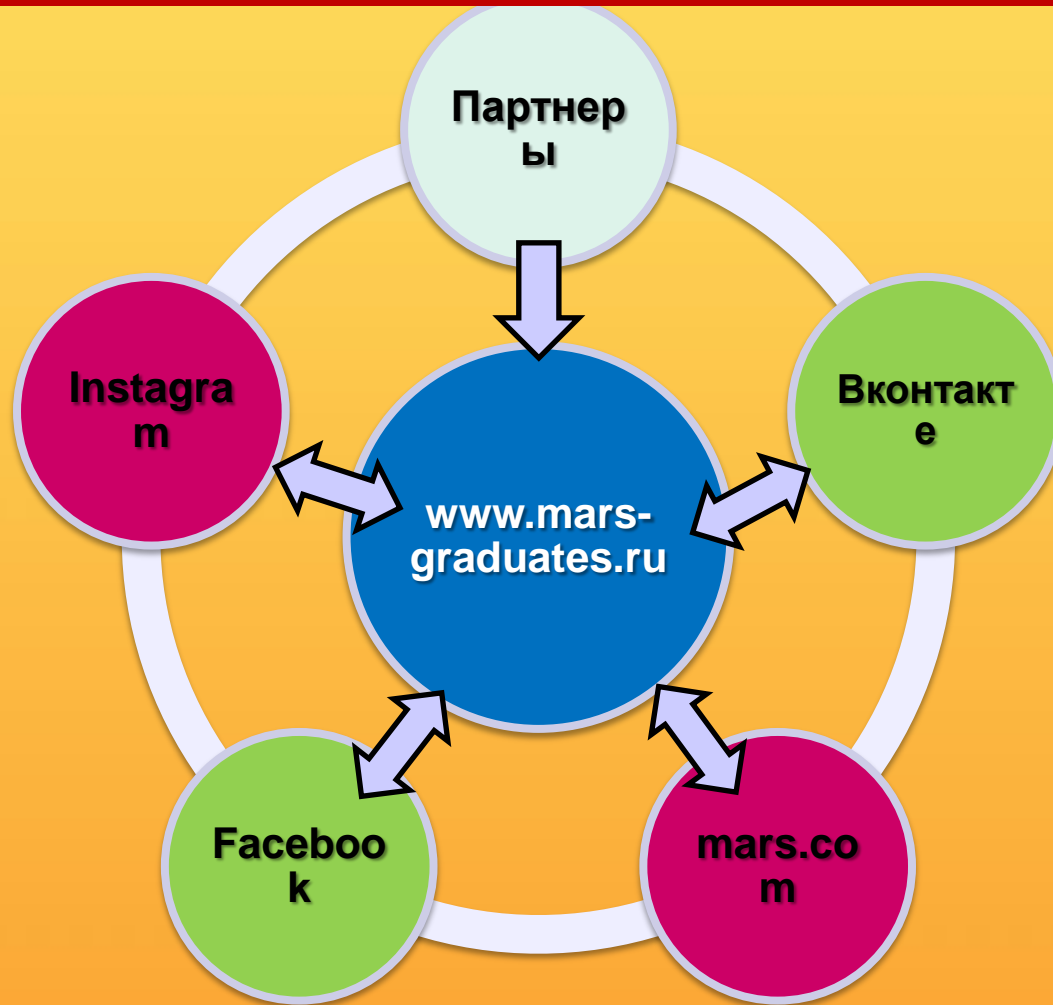 Партнер
ы
Instagra
m
Вконтакт
е
www.mars-
graduates.ru
Faceboo
k
mars.co
m